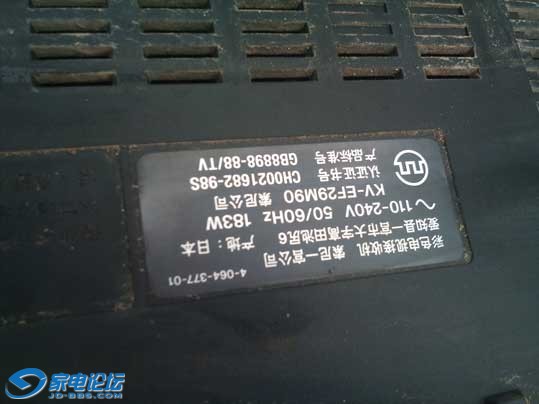 彩色电视接收机 索尼一宫公司
爱知县一宫市大字高田池尻6 产地:日本
∼110-240V 50/60Hz 183W
KV-EF29M90 索尼公司
认证证书号 CH0021682-98S
产品标准号 GB8898-88/TV
4-064-377-01
家电论坛
JD-BBS.COM